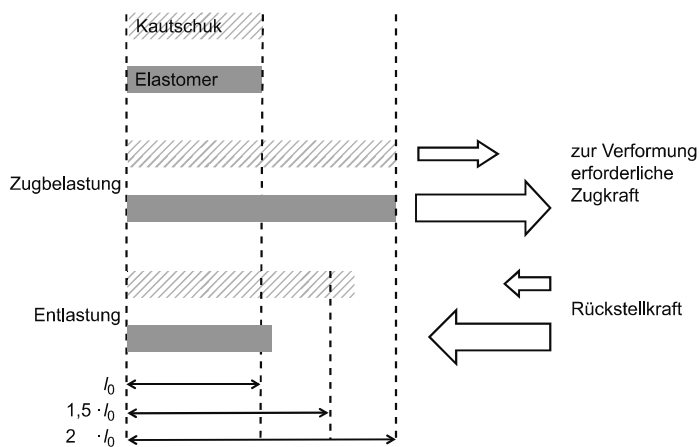 Kautschuk
Elastomer
Zugbelastung
zur Verformung
erforderliche
Zugkraft
Entlastung
Rückstellkraft
l₀
1,5 · l₀
2 · l₀